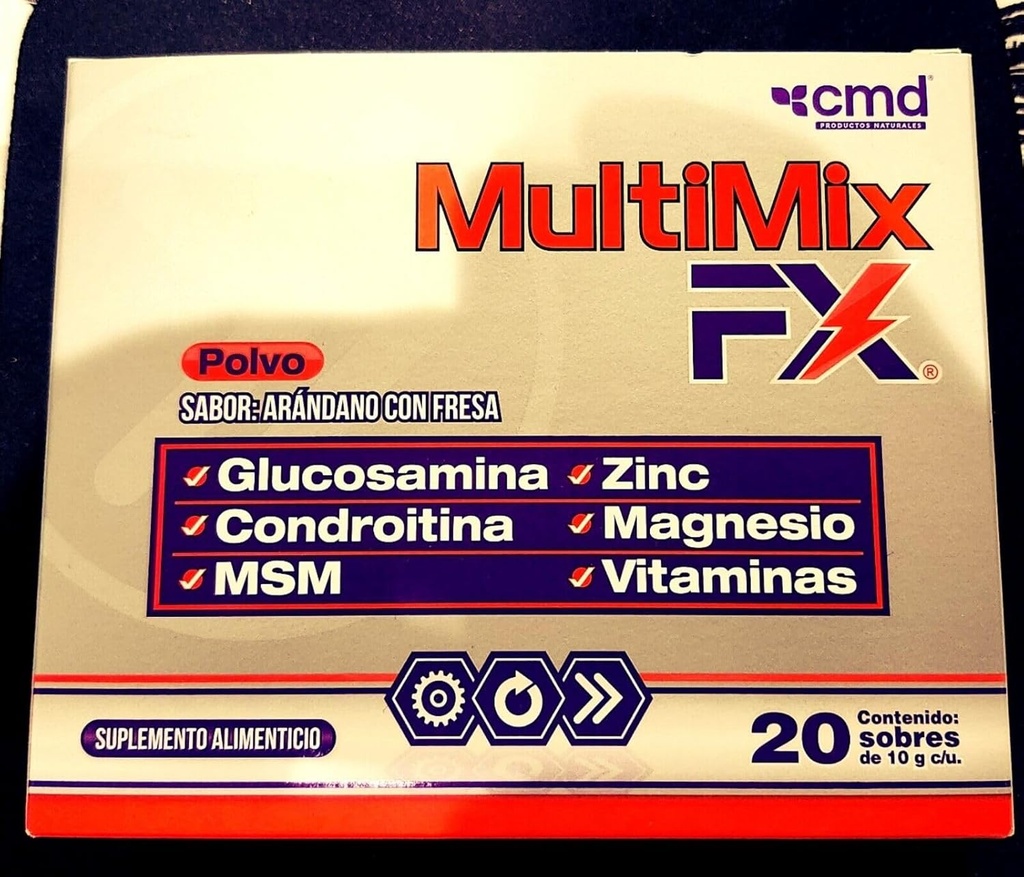 cmd®
PRODUCTOS NATURALES
MultiMix
FX®
Polvo
SABOR: ARÁNDANO CON FRESA
Glucosamina
Zinc
Condroitina
Magnesio
MSM
Vitaminas
SUPLEMENTO ALIMENTICIO
20
Contenido:
sobres
de 10 g c/u.